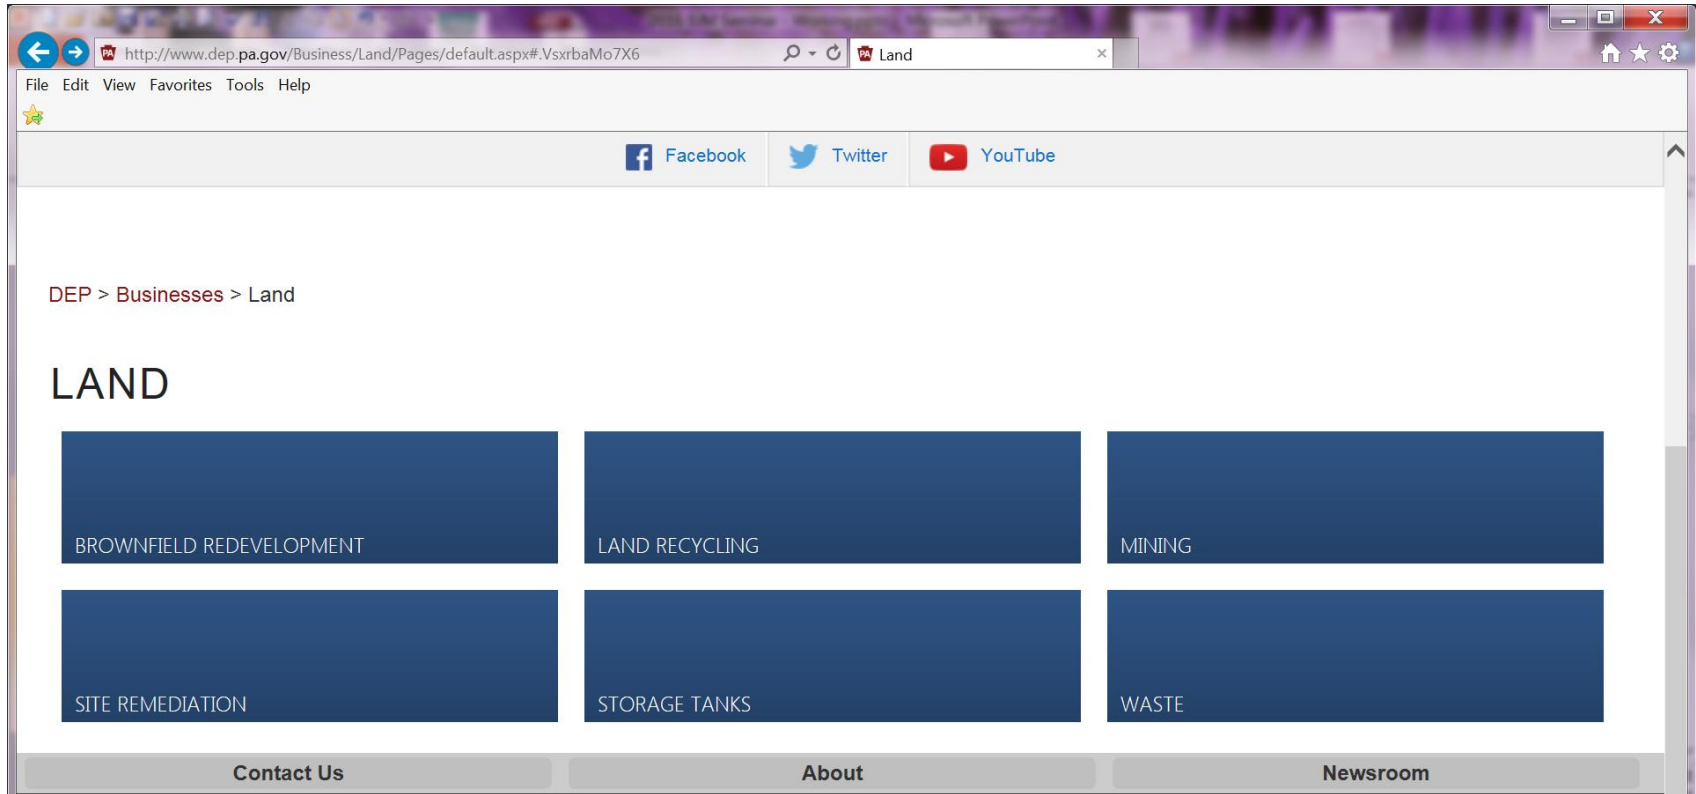 http://www.dep.pa.gov/Business/Land/Pages/default.aspx#.VsxrbaMo7X6 Land
File Edit View Favorites Tools Help
Facebook Twitter YouTube
DEP > Businesses > Land
LAND
BROWNFIELD REDEVELOPMENT LAND RECYCLING MINING
SITE REMEDIATION STORAGE TANKS WASTE
Contact Us About Newsroom